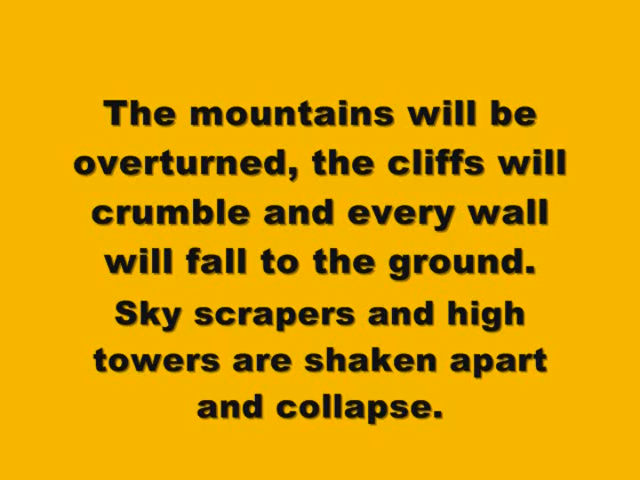 The mountains will be
overturned, the cliffs will
crumble and every wall
will fall to the ground.
Sky scrapers and high
towers are shaken apart
and collapse.